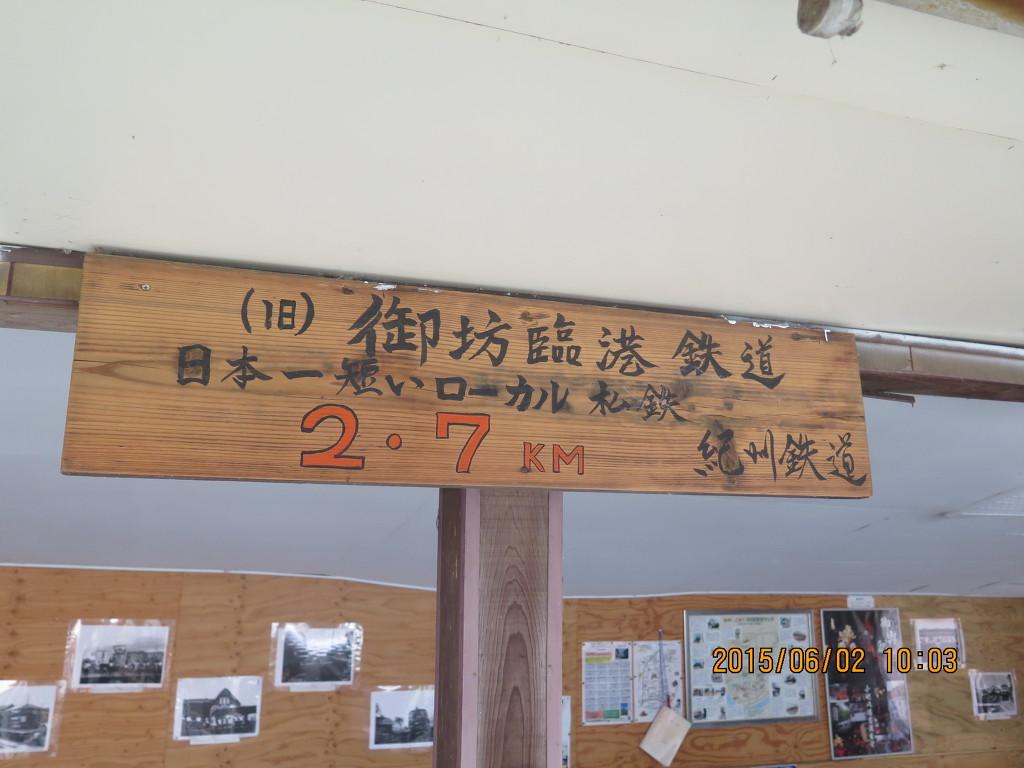 (旧) 御坊臨港鉄道
日本一短いローカル私鉄
2・7 KM
紀州鉄道
2015/06/02 10:03